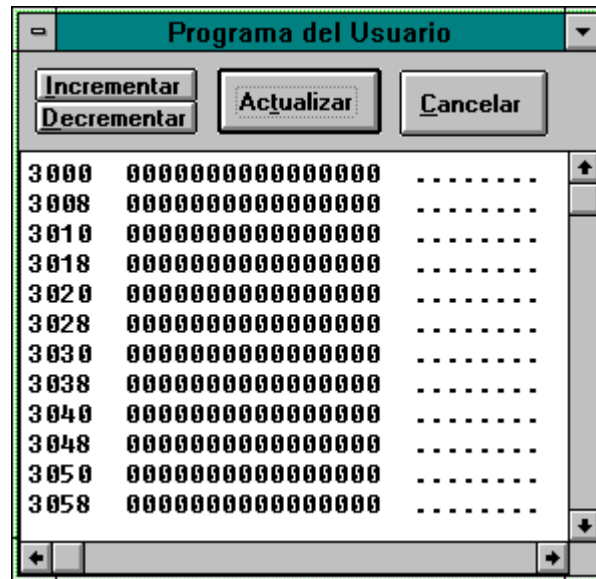 Programa del Usuario
Incrementar
Decrementar
Actualizar
Cancelar
3000 0000000000000000 ........
3008 0000000000000000 ........
3010 0000000000000000 ........
3018 0000000000000000 ........
3020 0000000000000000 ........
3028 0000000000000000 ........
3030 0000000000000000 ........
3038 0000000000000000 ........
3040 0000000000000000 ........
3048 0000000000000000 ........
3050 0000000000000000 ........
3058 0000000000000000 ........